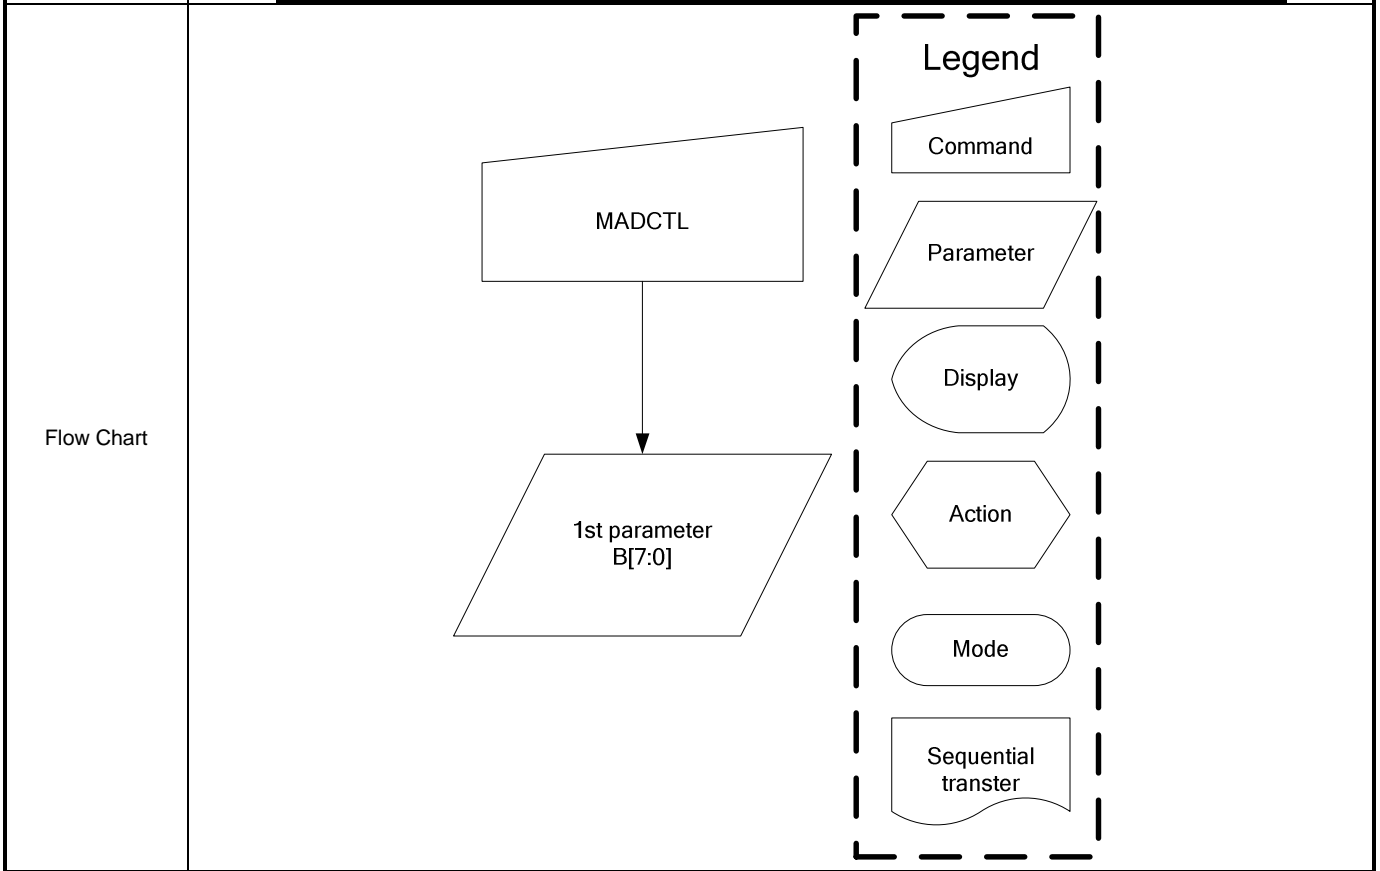 Flow Chart
MADCTL
1st parameter
B[7:0]
Legend
Command
Parameter
Display
Action
Mode
Sequential
transter